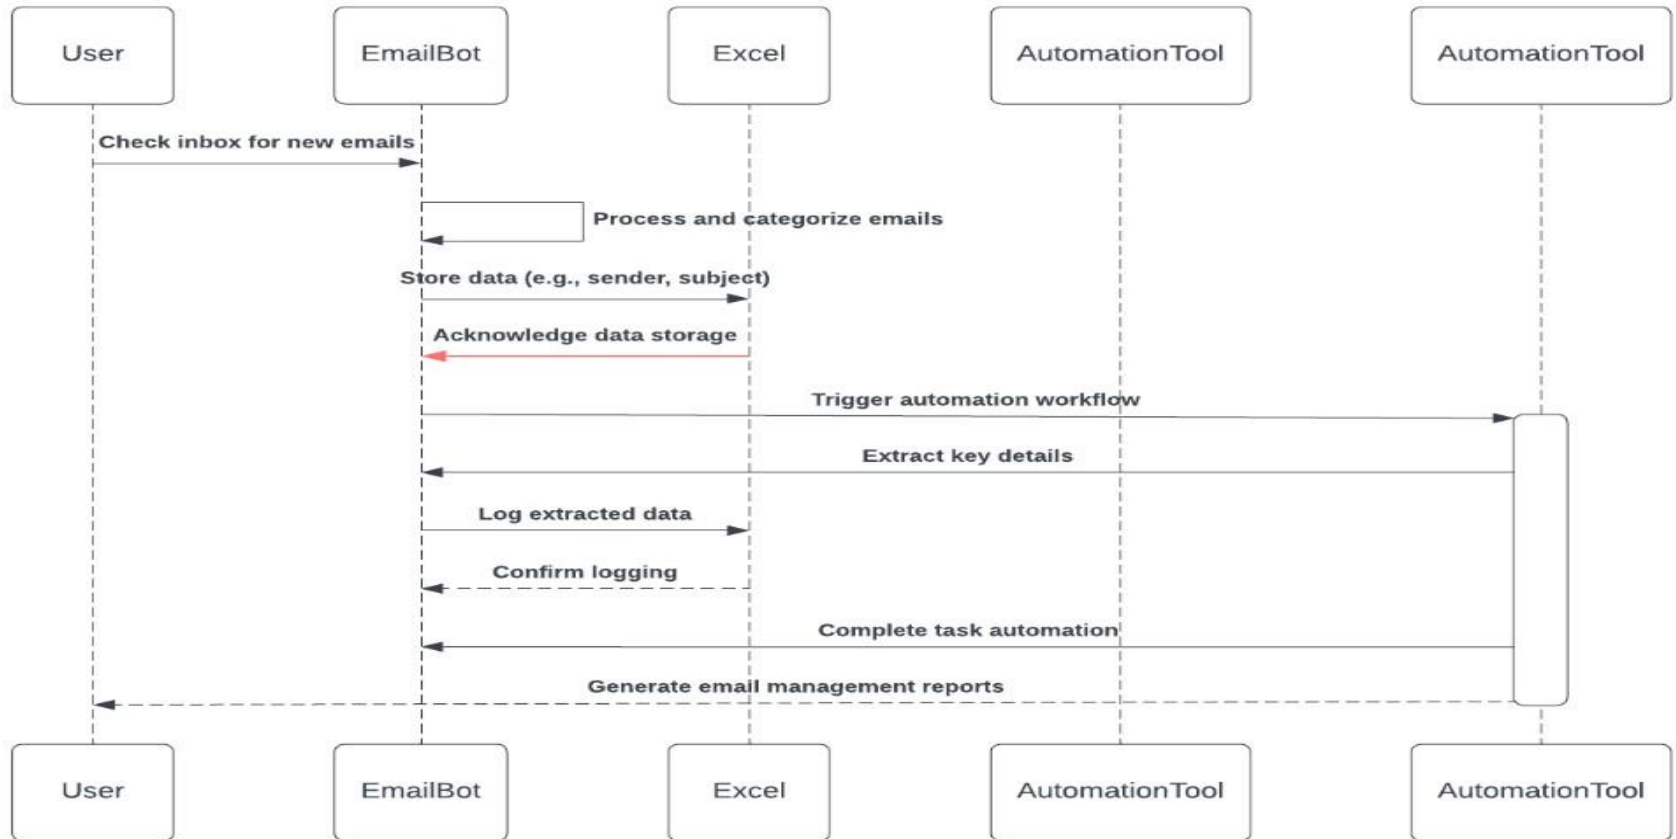 User
EmailBot
Excel
AutomationTool
AutomationTool
Check inbox for new emails
Process and categorize emails
Store data (e.g., sender, subject)
Acknowledge data storage
Trigger automation workflow
Extract key details
Log extracted data
Confirm logging
Complete task automation
Generate email management reports
User
EmailBot
Excel
AutomationTool
AutomationTool